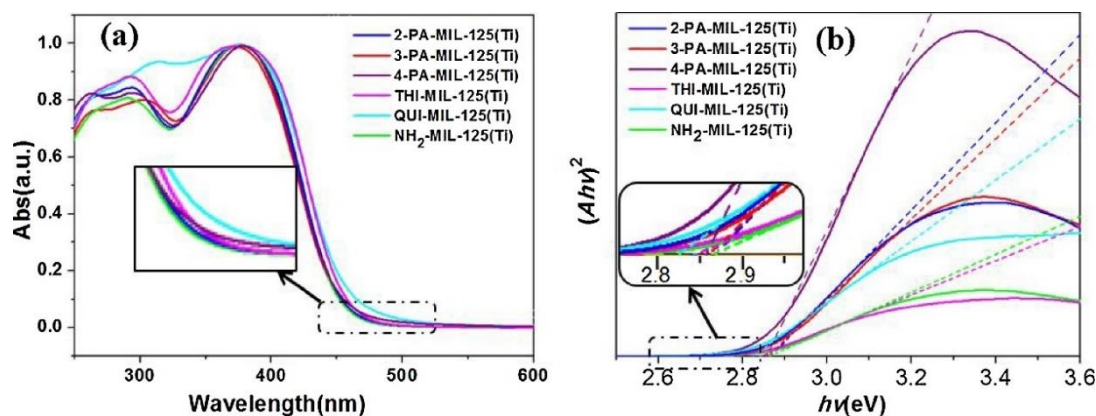 (a)
2-PA-MIL-125(Ti)
3-PA-MIL-125(Ti)
4-PA-MIL-125(Ti)
THI-MIL-125(Ti)
QUI-MIL-125(Ti)
NH2-MIL-125(Ti)
Abs(a.u.)
1.0
0.8
0.6
0.4
0.2
0.0
300
400
500
600
Wavelength(nm)
(b)
2-PA-MIL-125(Ti)
3-PA-MIL-125(Ti)
4-PA-MIL-125(Ti)
THI-MIL-125(Ti)
QUI-MIL-125(Ti)
NH2-MIL-125(Ti)
(Ahν)²
2.8
2.9
2.6
2.8
3.0
3.2
3.4
3.6
hν(eV)